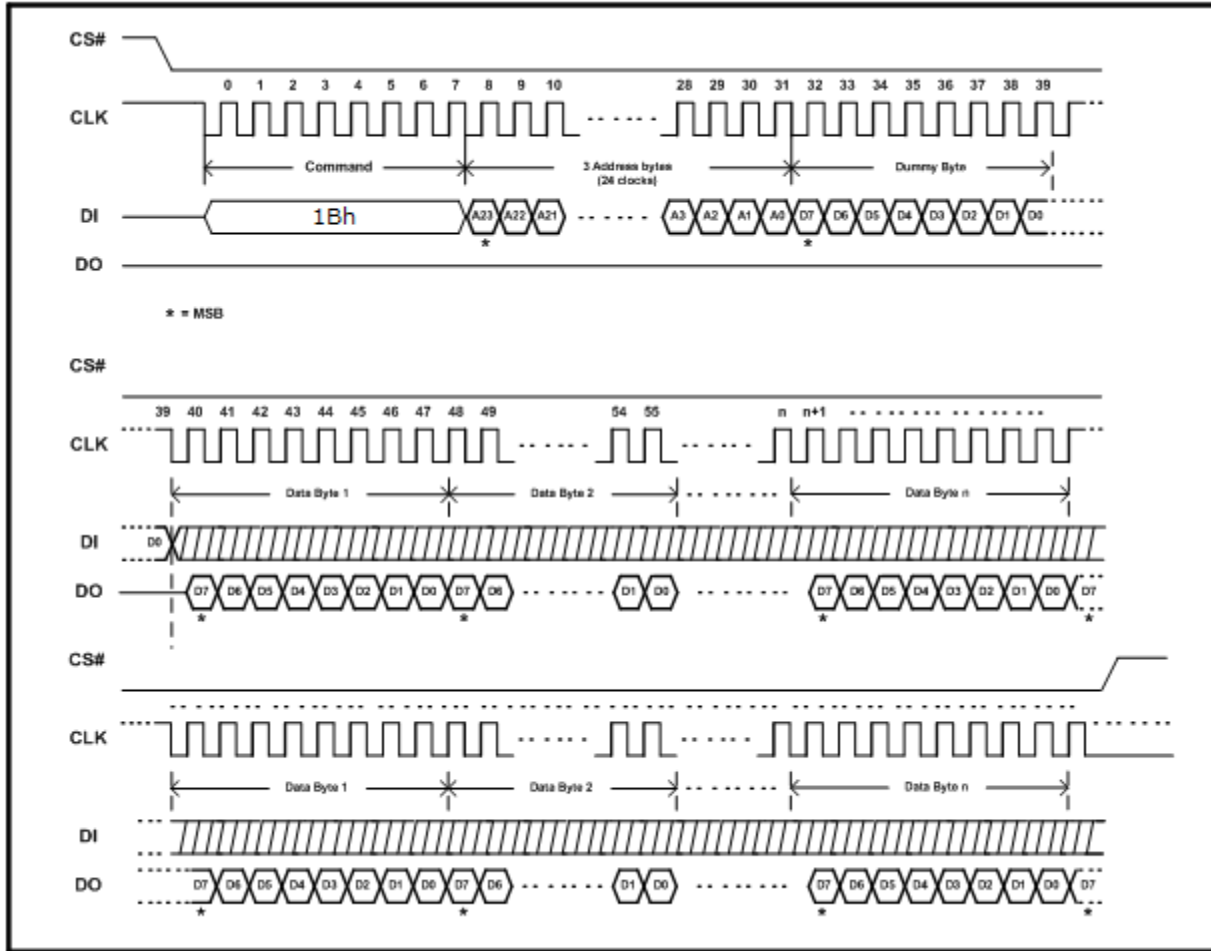 CS#
0 1 2 3 4 5 6 7 8 9 10 28 29 30 31 32 33 34 35 36 37 38 39
CLK
Command 3 Address bytes Dummy Byte
(24 clocks)
DI 1Bh A23 A22 A21 A3 A2 A1 A0 D7 D6 D5 D4 D3 D2 D1 D0
* *
DO
* = MSB
CS#
39 40 41 42 43 44 45 46 47 48 49 54 55 n n+1
CLK
Data Byte 1 Data Byte 2 Data Byte n
DI D0
DO D7 D6 D5 D4 D3 D2 D1 D0 D7 D6 D1 D0 D7 D6 D5 D4 D3 D2 D1 D0 D7
* * * *
CS#
CLK
Data Byte 1 Data Byte 2 Data Byte n
DI
DO D7 D6 D5 D4 D3 D2 D1 D0 D7 D6 D1 D0 D7 D6 D5 D4 D3 D2 D1 D0 D7
* * * *